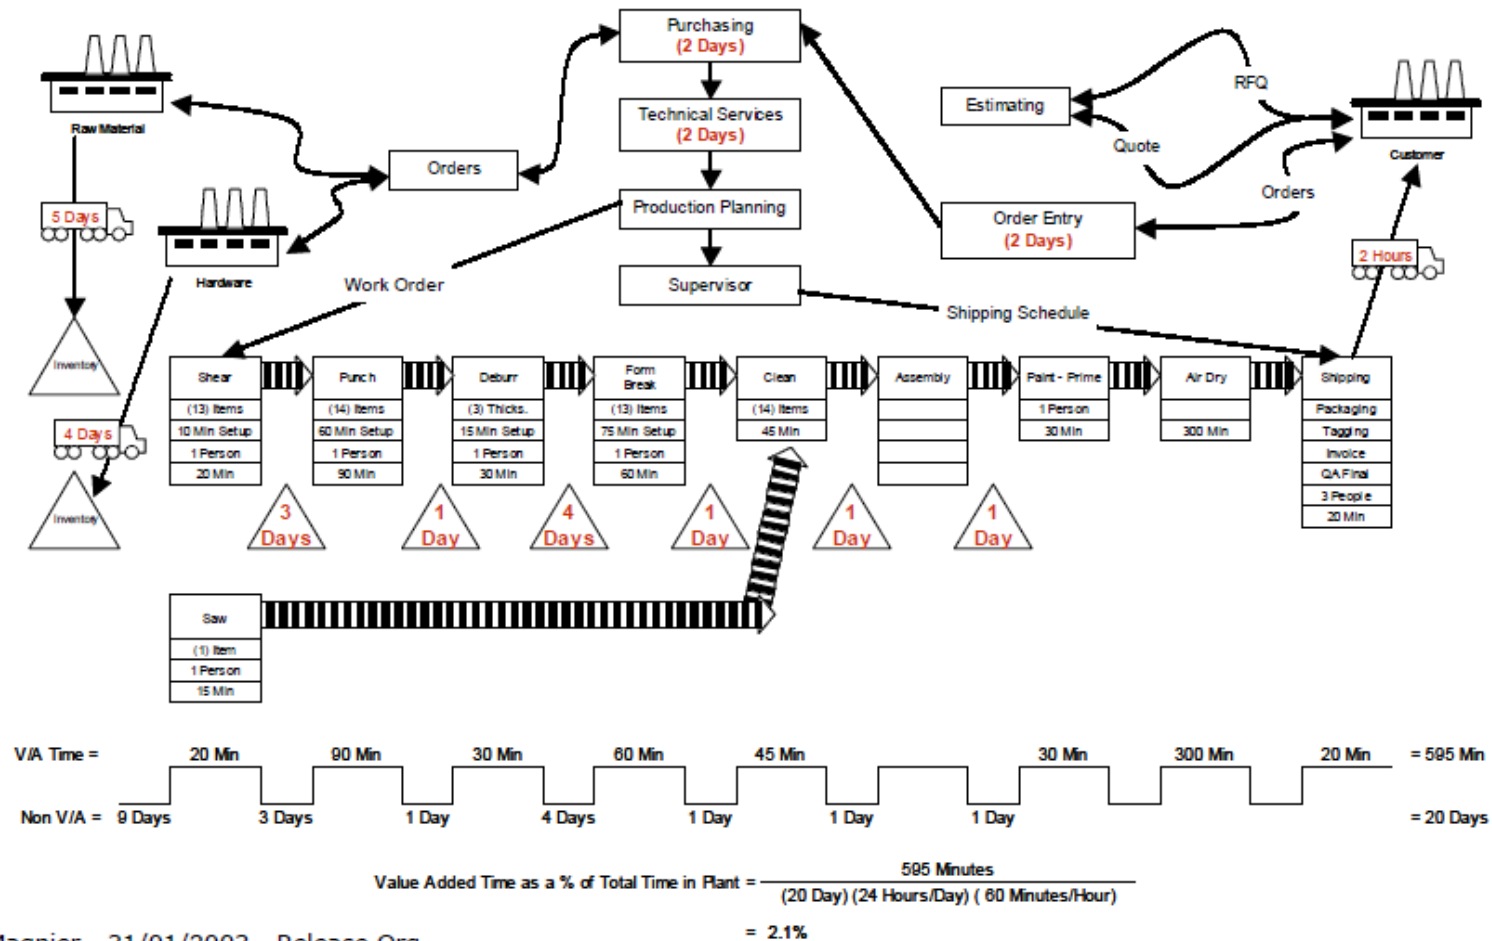 Purchasing
(2 Days)
Technical Services
(2 Days)
Production Planning
Supervisor
Raw Material
5 Days
Inventory
Hardware
4 Days
Inventory
Orders
Work Order
Estimating
RFQ
Quote
Customer
Orders
Order Entry
(2 Days)
2 Hours
Shipping Schedule
Shear
(13) Items
10 Min Setup
1 Person
20 Min
Punch
(14) Items
60 Min Setup
1 Person
90 Min
Deburr
(3) Thicks.
15 Min Setup
1 Person
30 Min
Form
Break
(13) Items
75 Min Setup
1 Person
60 Min
Clean
(14) Items
45 Min
Assembly
Paint - Prime
1 Person
30 Min
Air Dry
300 Min
Shipping
Packaging
Tagging
Invoice
QA Final
3 People
20 Min
3
Days
1
Day
4
Days
1
Day
1
Day
1
Day
Saw
(1) Item
1 Person
15 Min
V/A Time = 20 Min 90 Min 30 Min 60 Min 45 Min 30 Min 300 Min 20 Min = 595 Min
Non V/A = 9 Days 3 Days 1 Day 4 Days 1 Day 1 Day 1 Day = 20 Days
595 Minutes
Value Added Time as a % of Total Time in Plant =
(20 Day) (24 Hours/Day) ( 60 Minutes/Hour)
= 2.1%